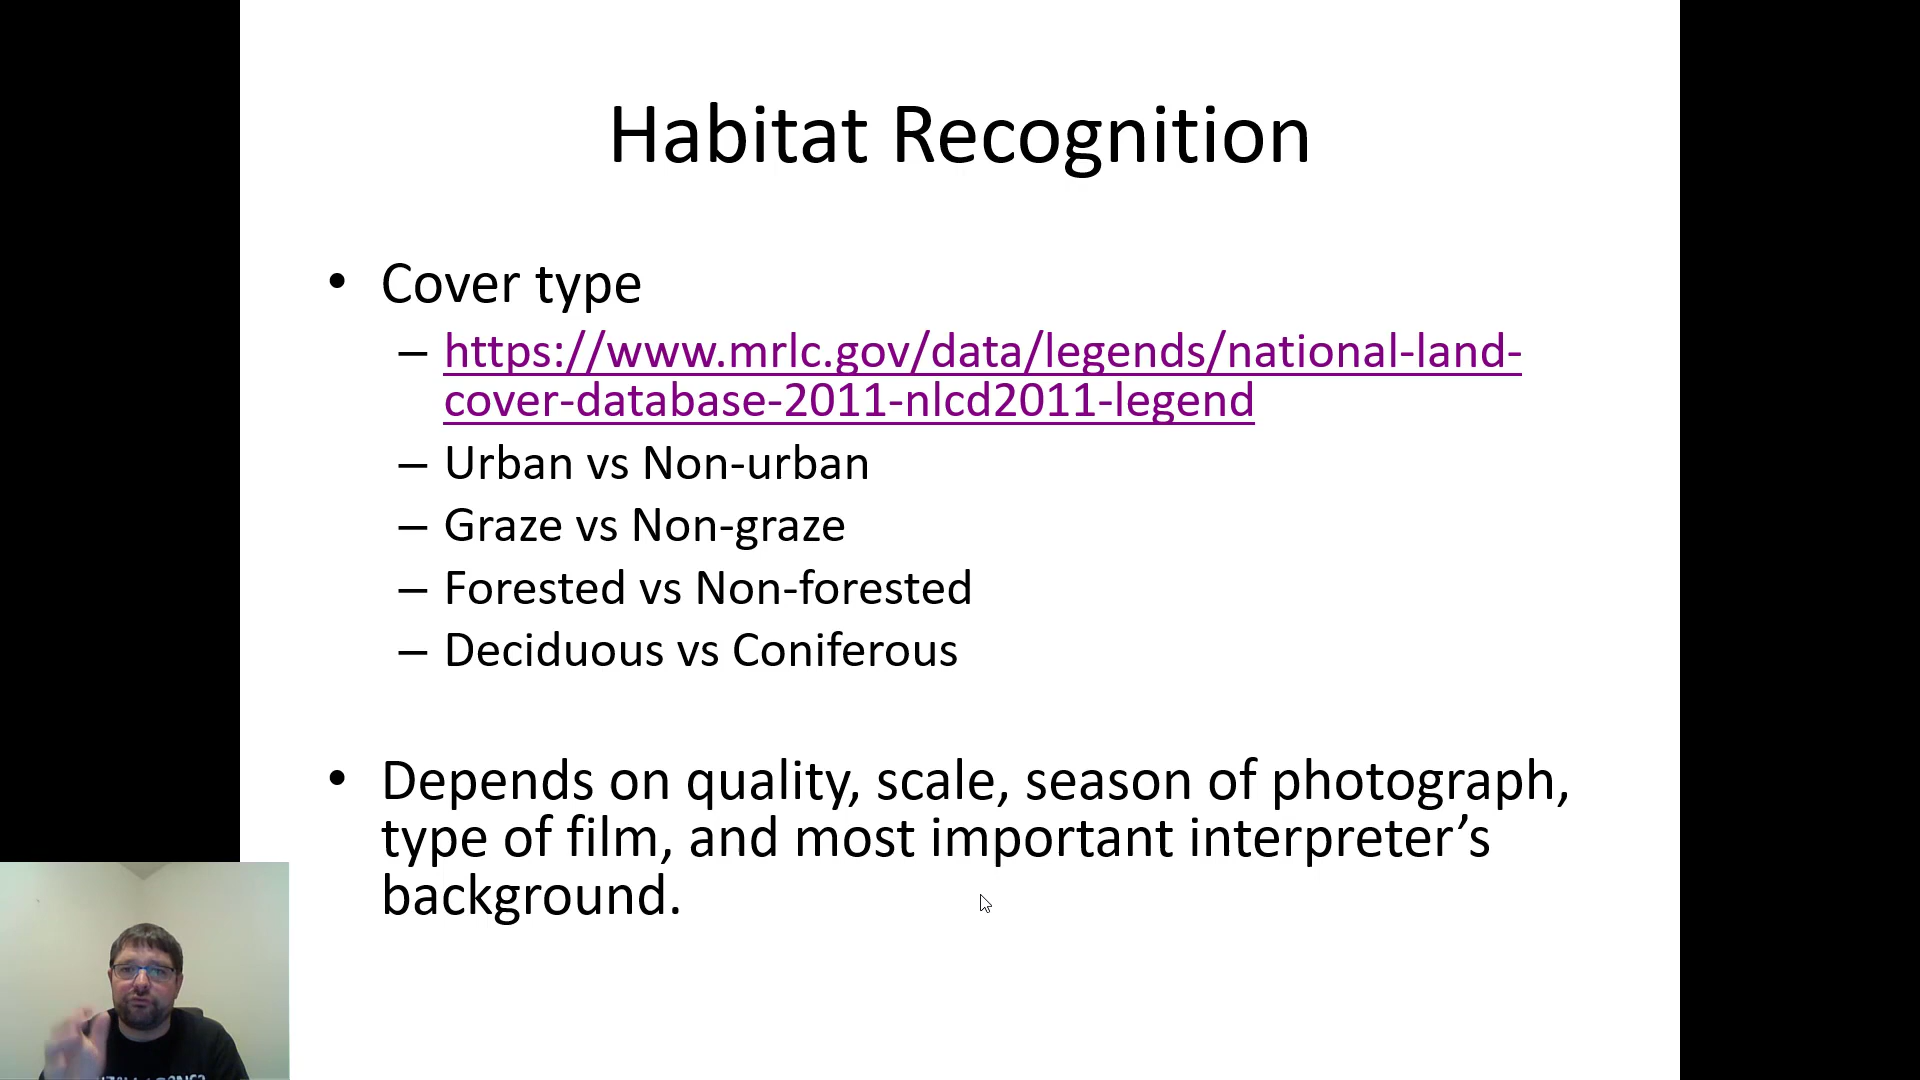 Habitat Recognition
• Cover type
– https://www.mrlc.gov/data/legends/national-land-
cover-database-2011-nlcd2011-legend
– Urban vs Non-urban
– Graze vs Non-graze
– Forested vs Non-forested
– Deciduous vs Coniferous
• Depends on quality, scale, season of photograph,
type of film, and most important interpreter’s
background.